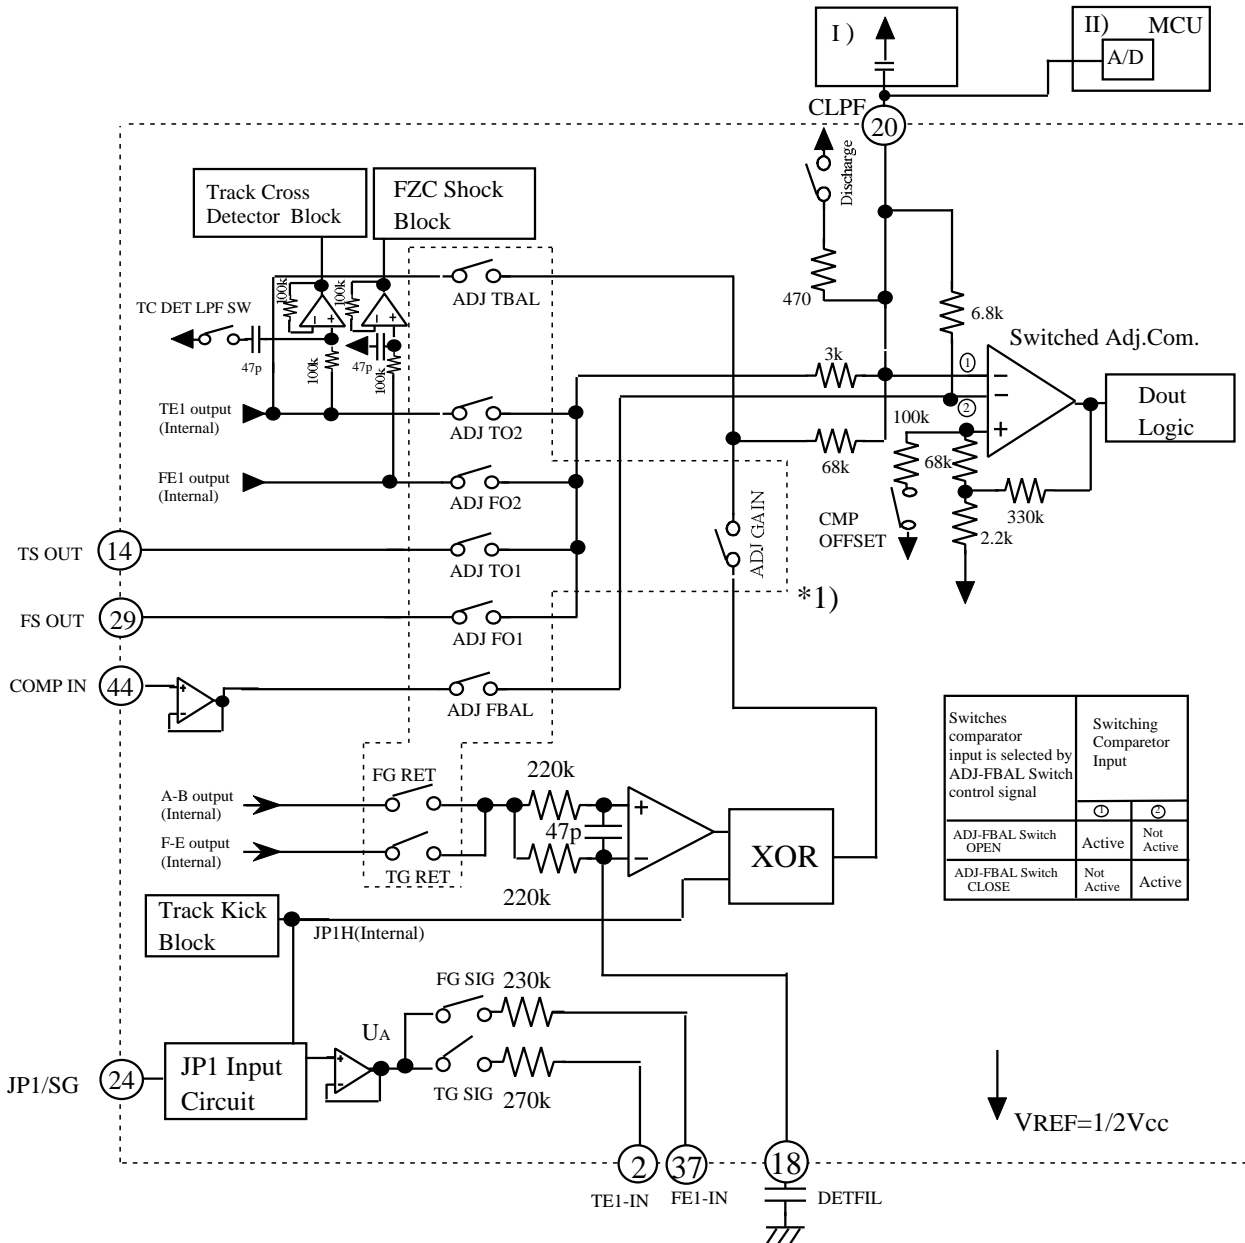 I )
II)
MCU
A/D
CLPF
20
Discharge
470
6.8k
Track Cross
Detector Block
FZC Shock
Block
ADJ TBAL
TC DET LPF SW
100k
100k
47p
47p
100k
100k
TE1 output
(Internal)
ADJ TO2
FE1 output
(Internal)
ADJ FO2
TS OUT
14
ADJ TO1
FS OUT
29
ADJ FO1
COMP IN
44
ADJ FBAL
3k
68k
Switched Adj.Com.
1
2
100k
68k
330k
2.2k
CMP
OFFSET
Dout
Logic
ADJ GAIN
*1)
A-B output
(Internal)
F-E output
(Internal)
FG RET
TG RET
220k
47p
220k
XOR
Track Kick
Block
JP1H(Internal)
JP1/SG
24
JP1 Input
Circuit
UA
FG SIG
230k
TG SIG
270k
2
37
18
TE1-IN
FE1-IN
DETFIL
VREF=1/2Vcc
Switches
comparator
input is selected by
ADJ-FBAL Switch
control signal
Switching
Comparetor
Input
1
2
ADJ-FBAL Switch
OPEN
Active
Not
Active
ADJ-FBAL Switch
CLOSE
Not
Active
Active